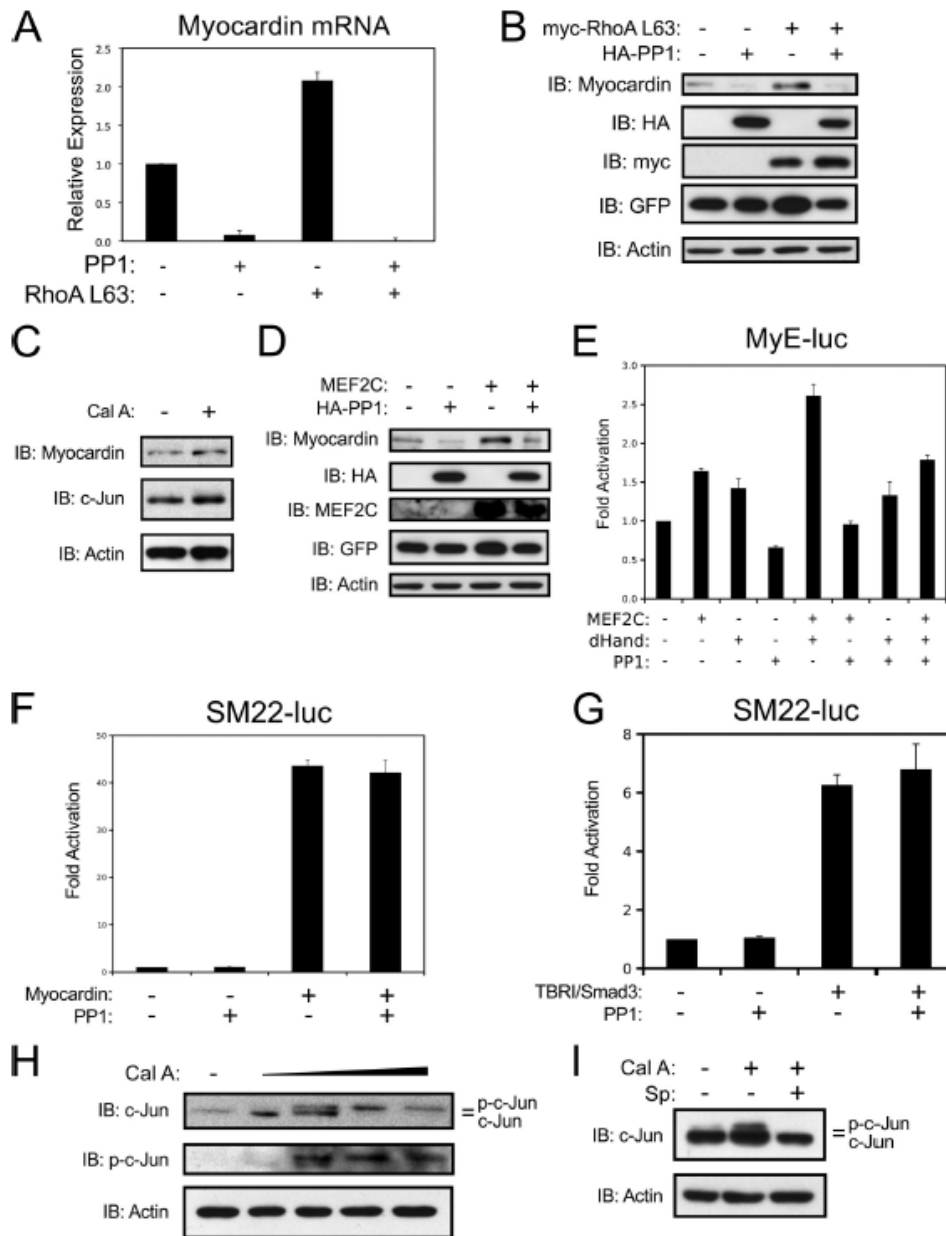 A
Myocardin mRNA
Relative Expression
2.5
2.0
1.5
1.0
0.5
0.0
PP1: - + - +
RhoA L63: - - + +
B
myc-RhoA L63: - - + +
HA-PP1: - + - +
IB: Myocardin
IB: HA
IB: myc
IB: GFP
IB: Actin
C
Cal A: - +
IB: Myocardin
IB: c-Jun
IB: Actin
D
MEF2C: - - + +
HA-PP1: - + - +
IB: Myocardin
IB: HA
IB: MEF2C
IB: GFP
IB: Actin
E
MyE-luc
Fold Activation
3.0
2.5
2.0
1.5
1.0
0.5
0.0
MEF2C: - + - - + + - +
dHand: - - + - + - + +
PP1: - - - + - + + +
F
SM22-luc
Fold Activation
50
40
30
20
10
0
Myocardin: - - + +
PP1: - + - +
G
SM22-luc
Fold Activation
8
6
4
2
0
TBRI/Smad3: - - + +
PP1: - + - +
H
Cal A: -
IB: c-Jun
=p-c-Jun
c-Jun
IB: p-c-Jun
IB: Actin
I
Cal A: - + +
Sp: - - +
IB: c-Jun
=p-c-Jun
c-Jun
IB: Actin